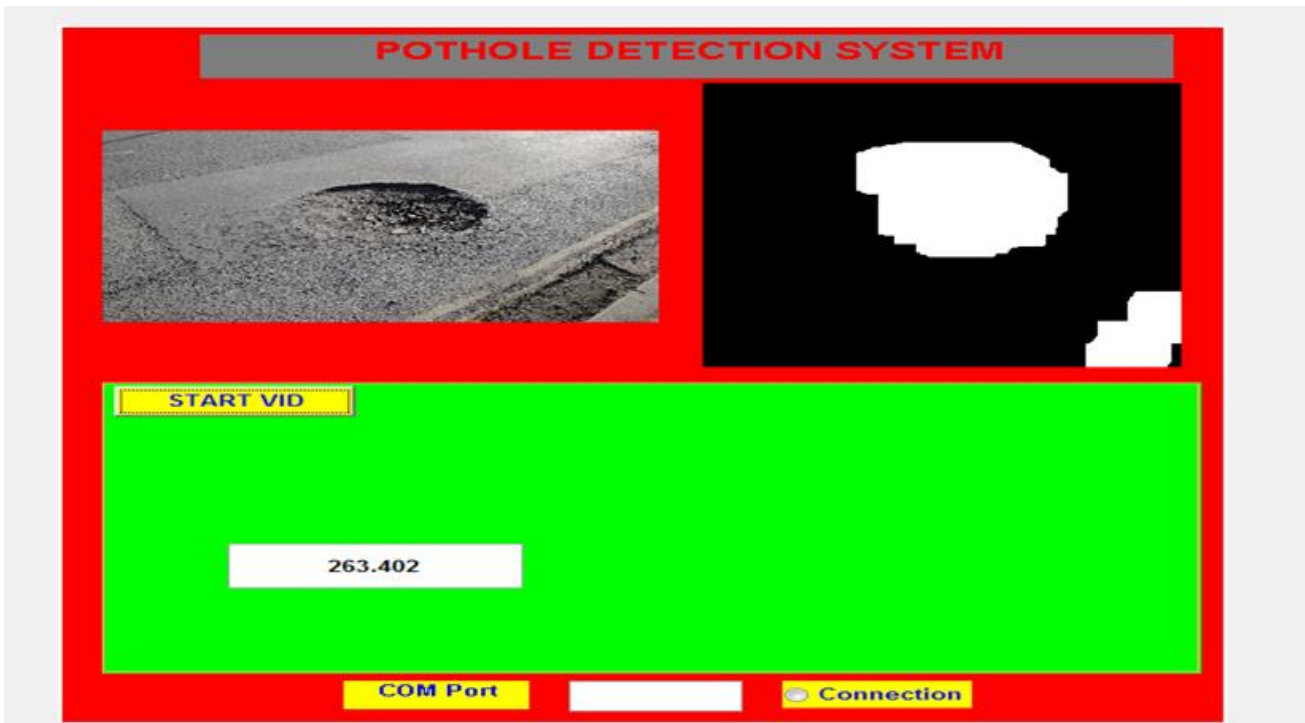 POTHOLE DETECTION SYSTEM
START VID
263.402
COM Port
Connection